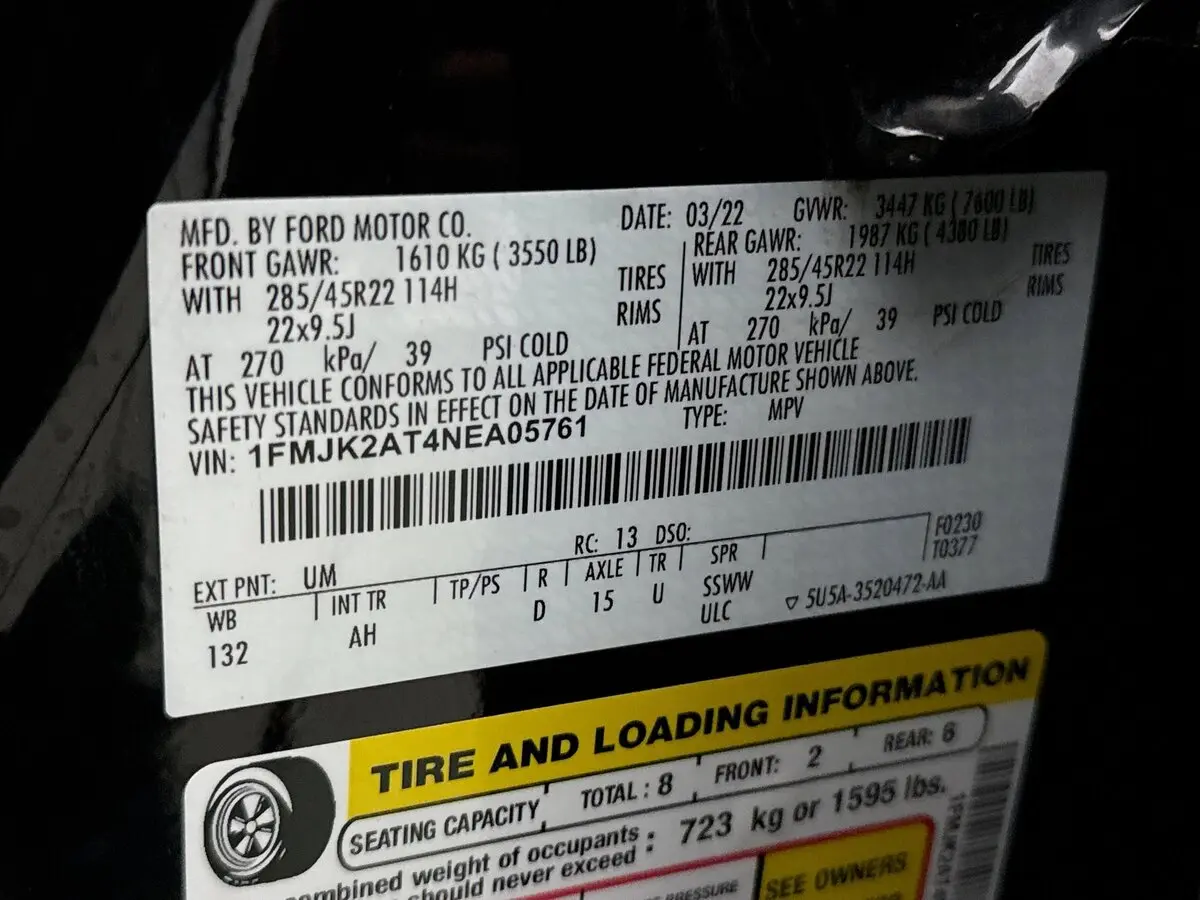 MFD. BY FORD MOTOR CO. DATE: 03/22 GVWR: 3447 KG ( 7600 LB)
FRONT GAWR: 1610 KG ( 3550 LB) REAR GAWR: 1987 KG ( 4380 LB)
WITH 285/45R22 114H TIRES WITH 285/45R22 114H TIRES
22x9.5J RIMS 22x9.5J RIMS
AT 270 kPa/ 39 PSI COLD AT 270 kPa/ 39 PSI COLD
THIS VEHICLE CONFORMS TO ALL APPLICABLE FEDERAL MOTOR VEHICLE
SAFETY STANDARDS IN EFFECT ON THE DATE OF MANUFACTURE SHOWN ABOVE.
VIN: 1FMJK2AT4NEA05761 TYPE: MPV
RC: 13 DSO: F0230
EXT PNT: UM T0377
WB INT TR TP/PS R AXLE TR SPR
132 AH D 15 U SSWW
ULC ▽ 5U5A-3520472-AA
TIRE AND LOADING INFORMATION
SEATING CAPACITY TOTAL : 8 FRONT: 2 REAR: 6
combined weight of occupants : 723 kg or 1595 lbs.
should never exceed :
PRESSURE SEE OWNERS